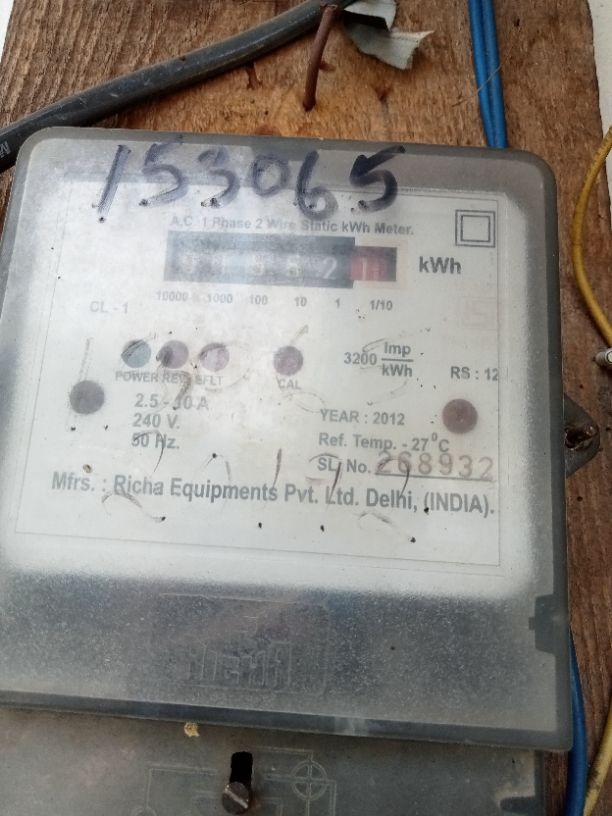 153065
A.C. 1 Phase 2 Wire Static kWh Meter.
kWh
10000 1000 100 10 1 1/10
CL - 1
POWER REV EFLT CAL
3200 Imp/kWh
RS : 12
2.5 - 10 A
240 V.
50 Hz.
YEAR : 2012
Ref. Temp. - 27°C
SL. No. 268932
Mfrs. : Richa Equipments Pvt. Ltd. Delhi, (INDIA).